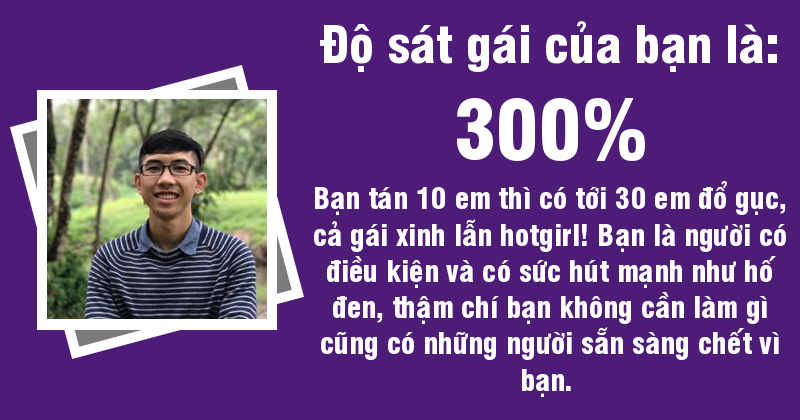 Độ sát gái của bạn là:
300%
Bạn tán 10 em thì có tới 30 em đổ gục,
cả gái xinh lẫn hotgirl! Bạn là người có
điều kiện và có sức hút mạnh như hố
đen, thậm chí bạn không cần làm gì
cũng có những người sẵn sàng chết vì
bạn.